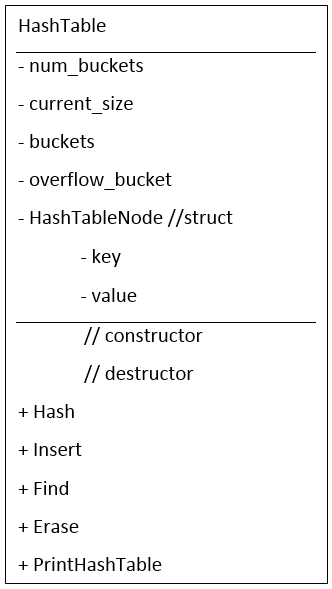 HashTable
- num_buckets
- current_size
- buckets
- overflow_bucket
- HashTableNode //struct
- key
- value
// constructor
// destructor
+ Hash
+ Insert
+ Find
+ Erase
+ PrintHashTable